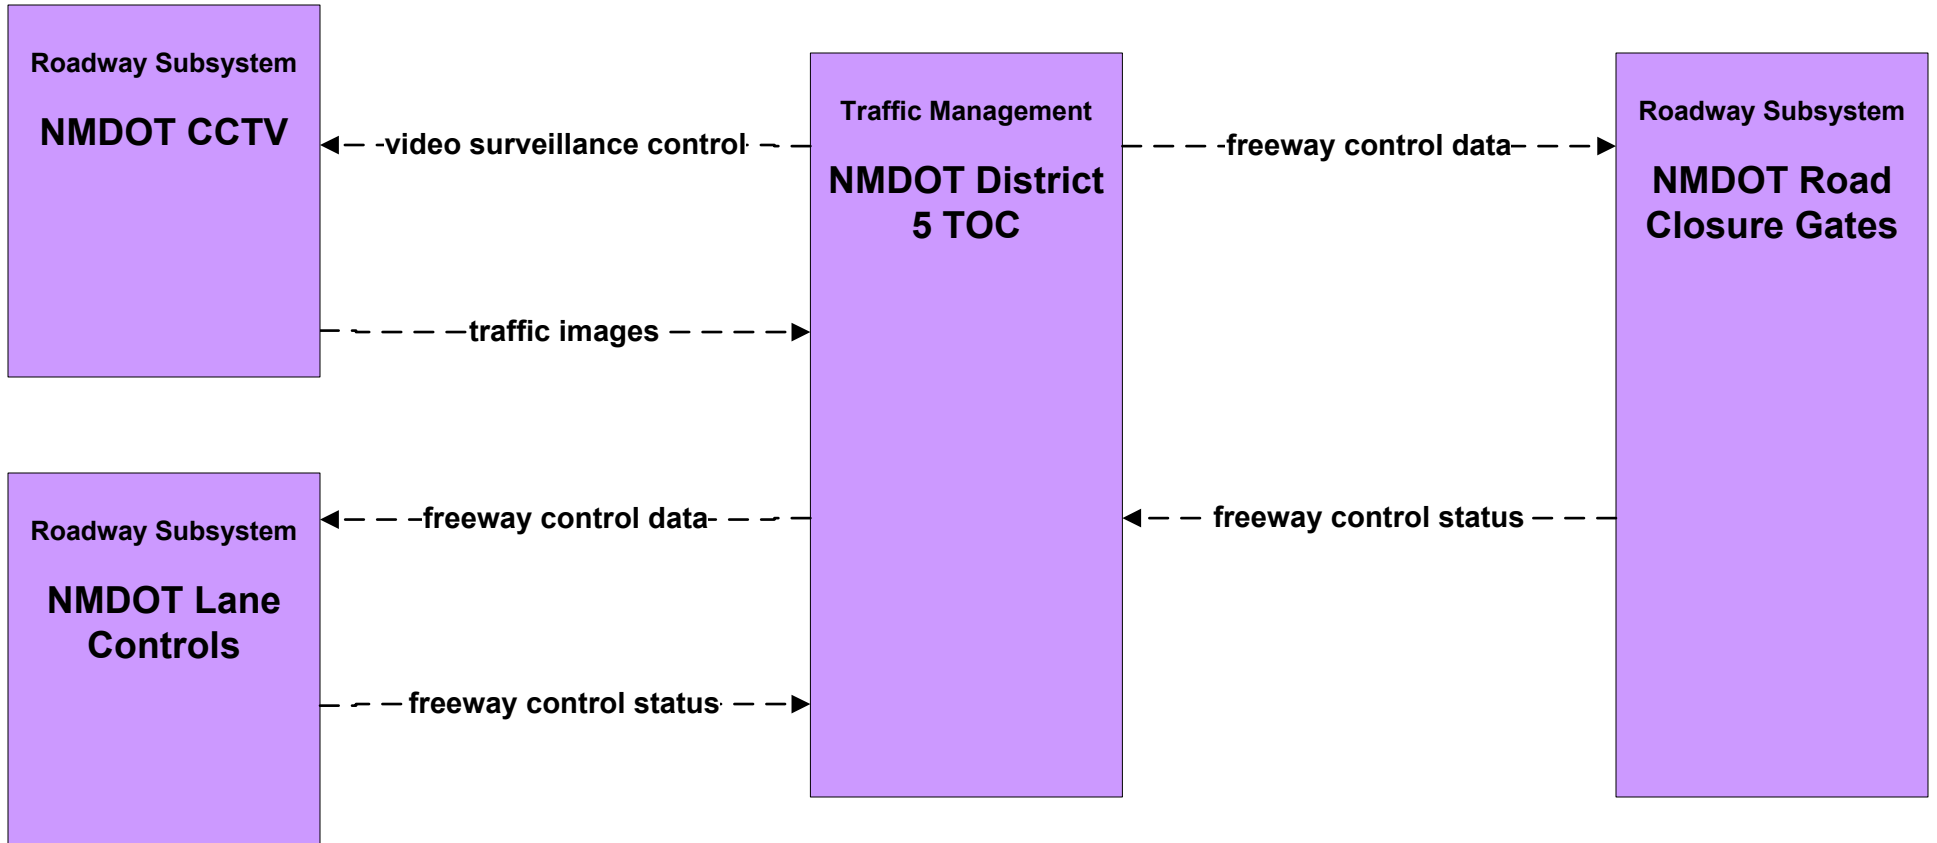 Roadway Subsystem
NMDOT CCTV
video surveillance control
traffic images
Roadway Subsystem
NMDOT Lane
Controls
freeway control data
freeway control status
Traffic Management
NMDOT District
5 TOC
freeway control data
freeway control status
Roadway Subsystem
NMDOT Road
Closure Gates